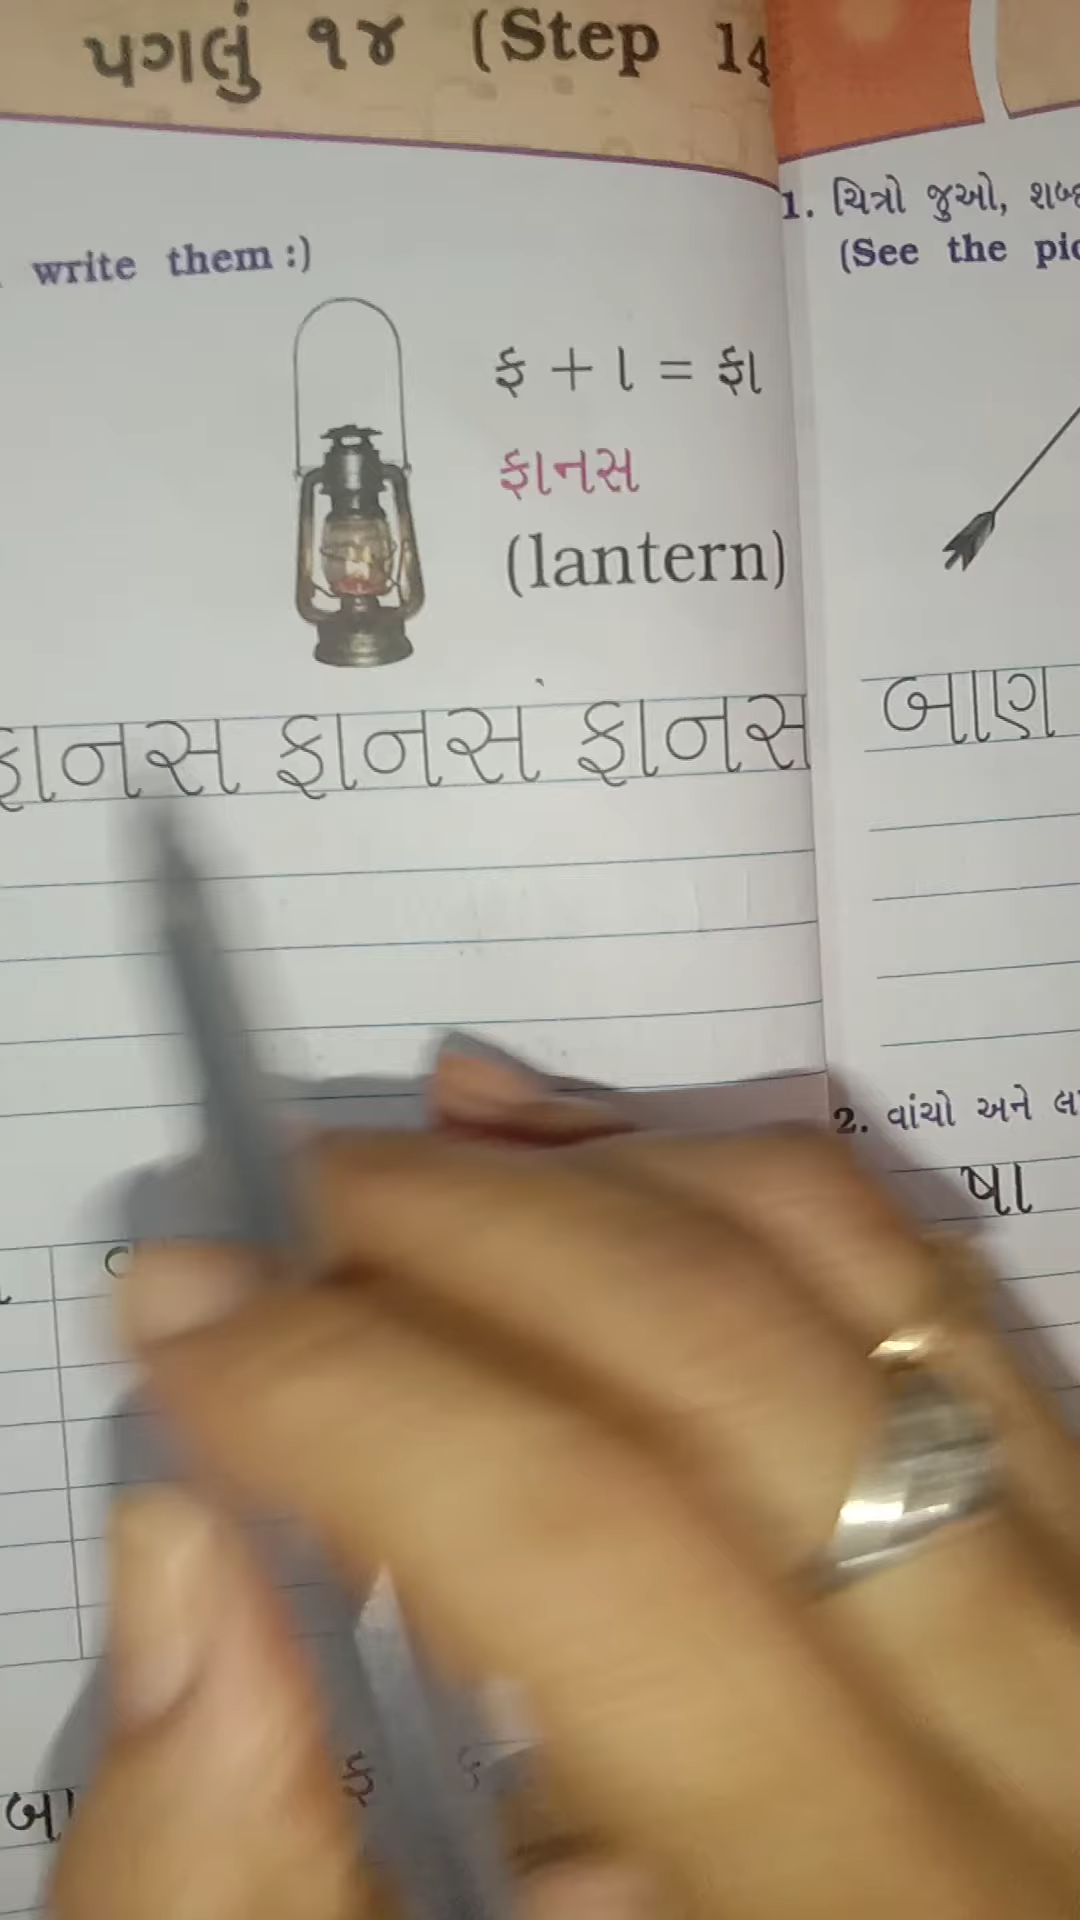 પગલું ૧૪ (Step 14
write them :)
ફ + ા = ફા
ફાનસ
(lantern)
ફાનસ ફાનસ ફાનસ
1. ચિત્રો જુઓ,
(See the
બાણ
2. વાંચો અને
ષા
બા
ફ